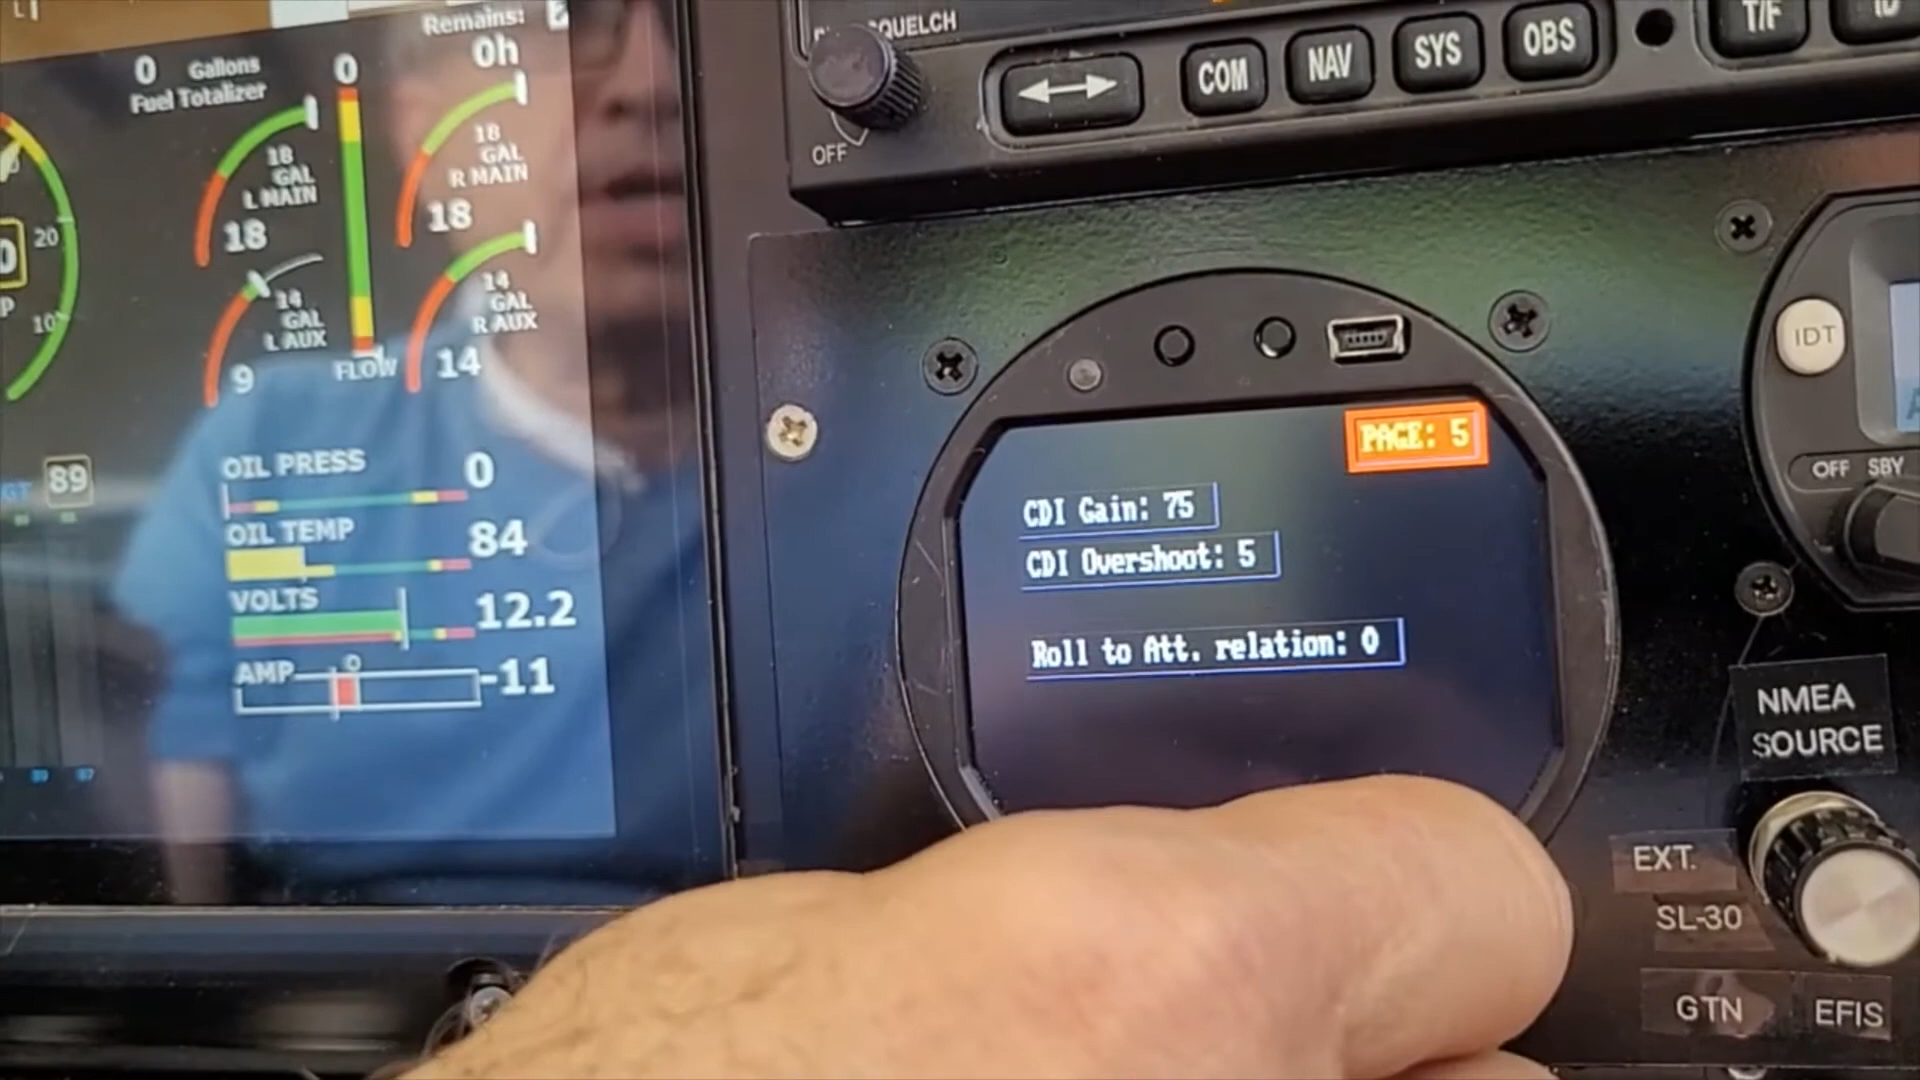 Remains:
0h
0 Gallons
Fuel Totalizer
0
18
GAL
L MAIN
18
18
GAL
R MAIN
18
14
GAL
L AUX
9
FLOW
14
GAL
R AUX
14
20
10
89
OIL PRESS 0
OIL TEMP 84
VOLTS 12.2
AMP 0 -11
SQUELCH
OFF
COM NAV SYS OBS T/F ID
PAGE: 5
CDI Gain: 75
CDI Overshoot: 5
Roll to Att. relation: 0
IDT
OFF SBY
NMEA
SOURCE
EXT.
SL-30
GTN EFIS